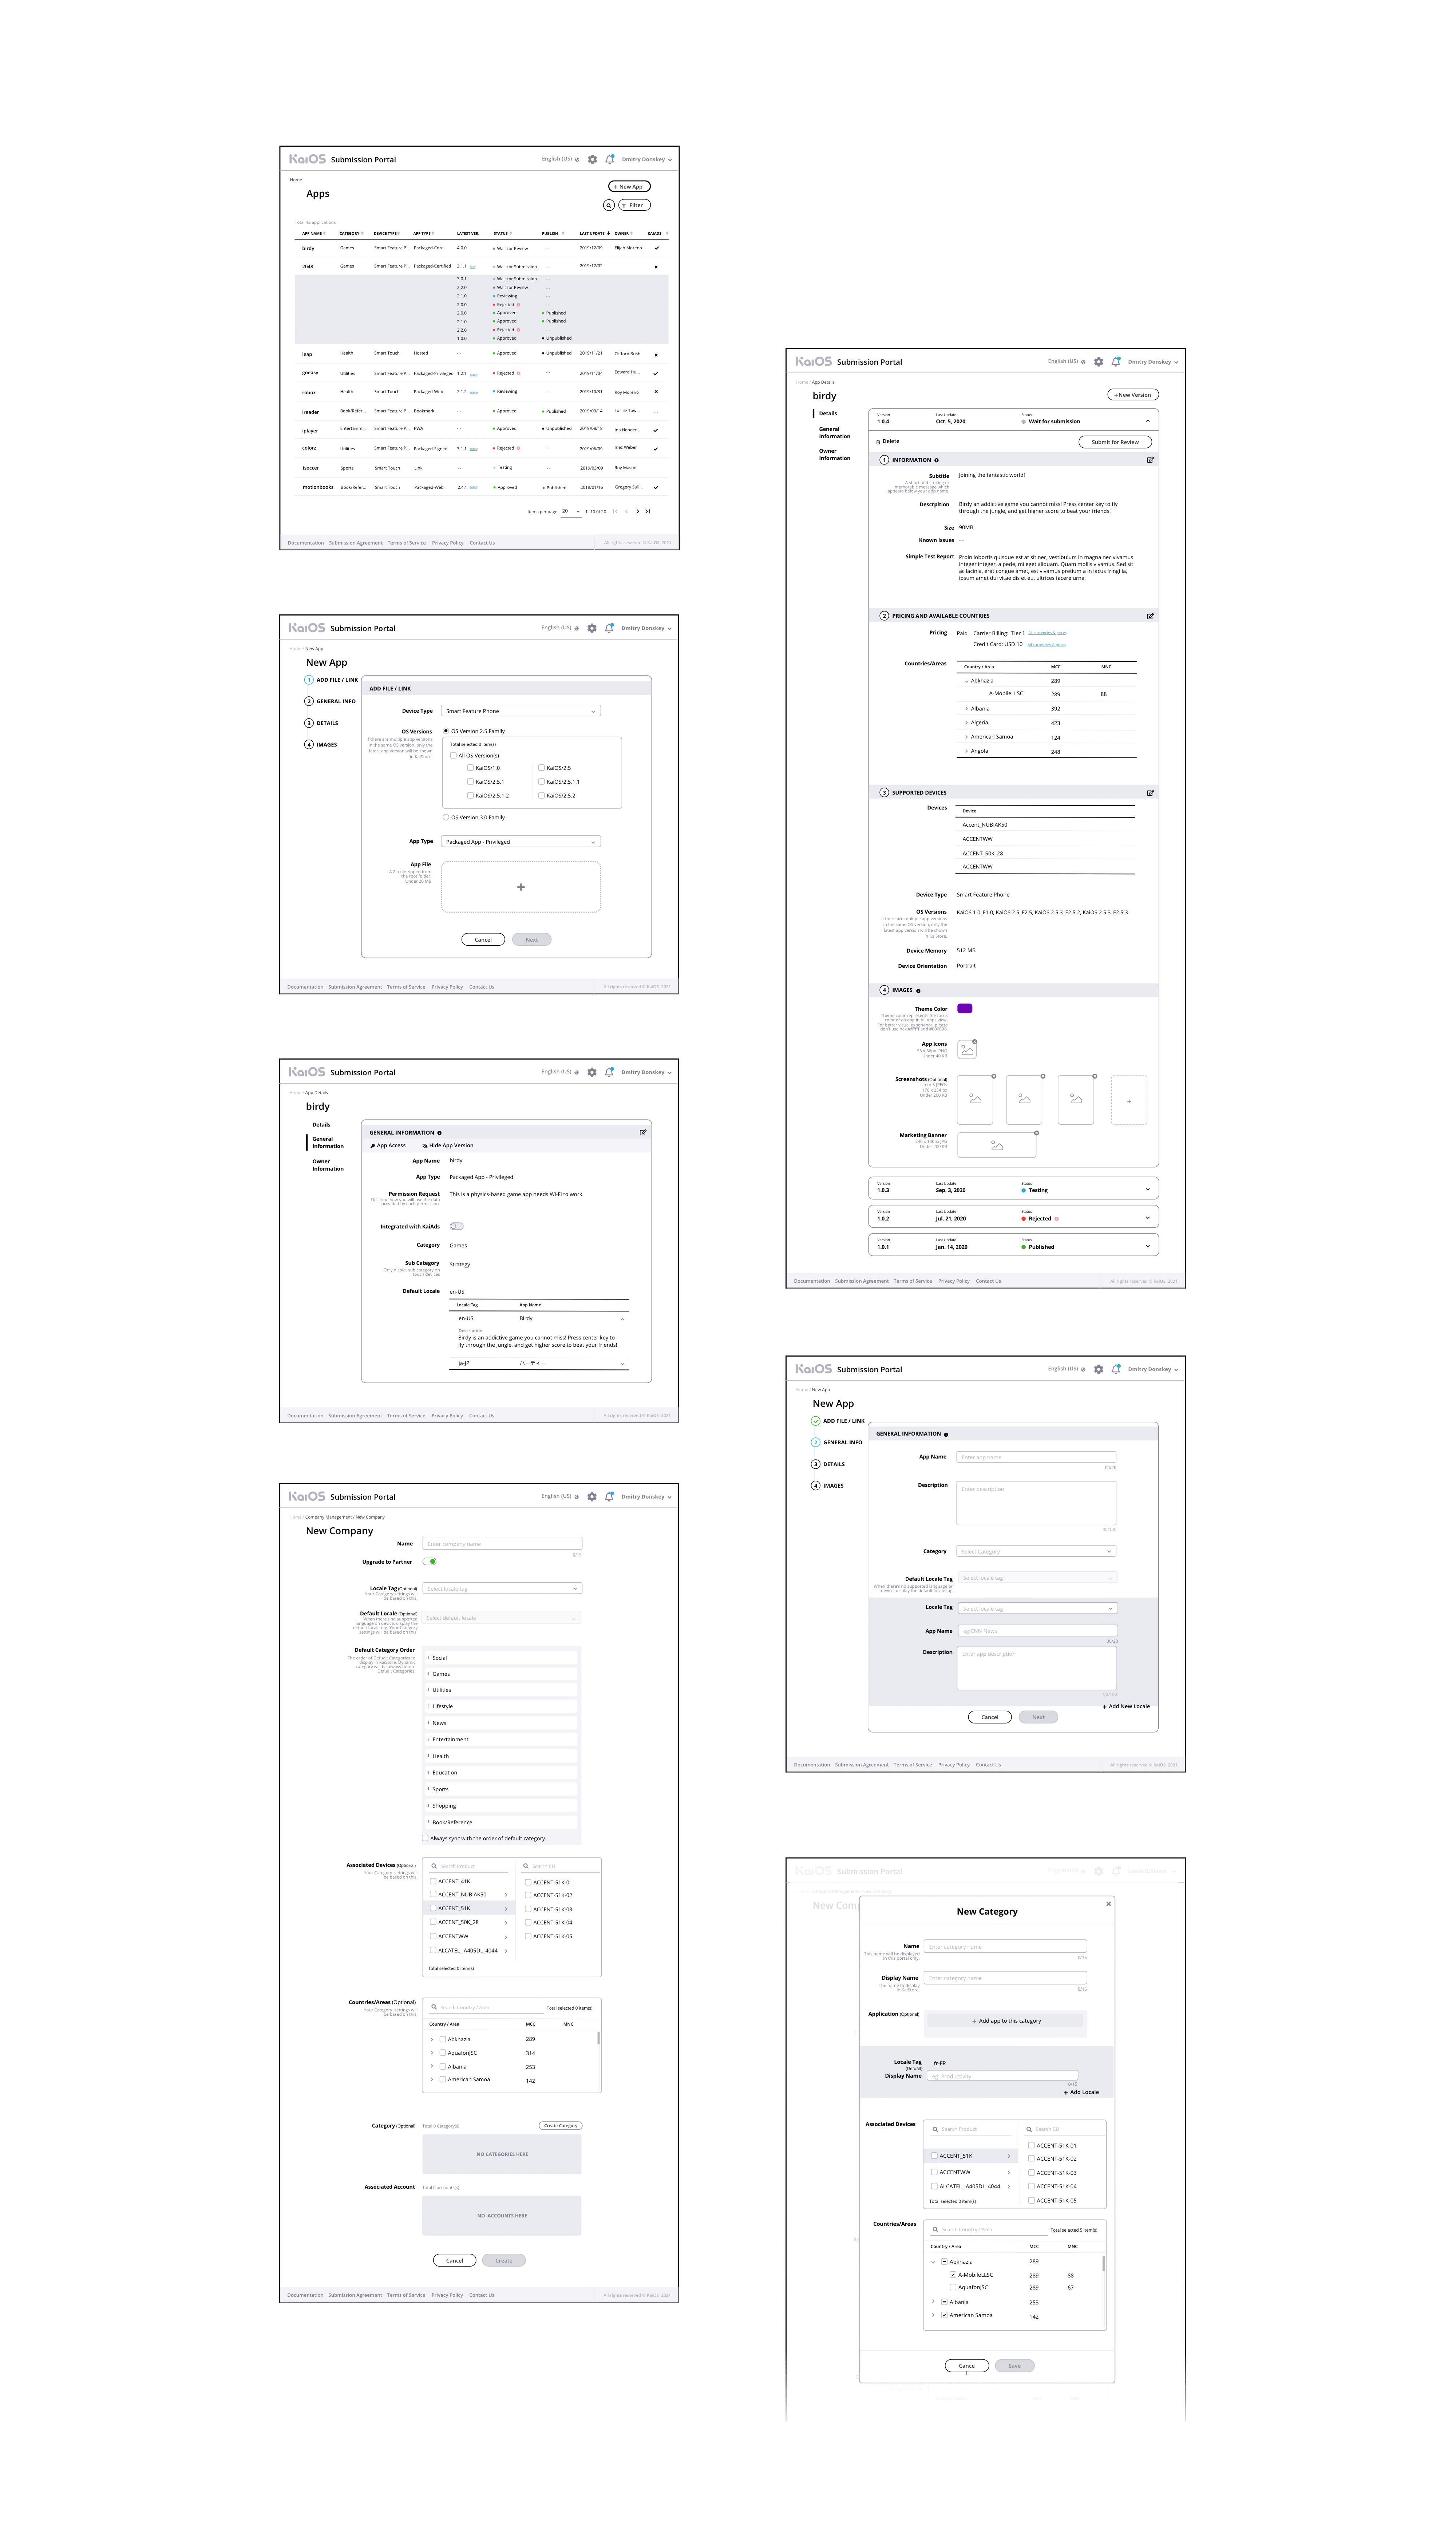 KaiOS Submission Portal English (US) Dmitry Donskey
Home
Apps
+ New App
Filter
Total 42 applications
APP NAME CATEGORY DEVICE TYPE APP TYPE LATEST VER. STATUS PUBLISH LAST UPDATE OWNER KAIADS
birdy Games Smart Feature P... Packaged-Core 4.0.0 Wait for Review -- 2019/12/09 Elijah Moreno
2048 Games Smart Feature P... Packaged-Certified 3.1.1 Wait for Submission 2019/12/02
3.0.1 Wait for Submission --
2.2.0 Wait for Review --
2.1.0 Reviewing --
2.0.0 Rejected --
2.0.0 Approved Published
2.1.0 Approved Published
2.2.0 Rejected --
1.0.0 Approved Unpublished
leap Health Smart Touch Hosted -- Approved Unpublished 2019/11/21 Clifford Bush
goeasy Utilities Smart Feature P... Packaged-Privileged 1.2.1 Rejected -- 2019/11/04 Edward Hu...
robox Health Smart Touch Packaged-Web 2.1.2 Reviewing 2019/10/31 Roy Moreno
ireader Book/Refer... Smart Touch Bookmark -- Approved Published 2019/09/14 Lucille Tow...
iplayer Entertainm... Smart Feature P... PWA -- Approved Unpublished 2019/08/18 Ina Hender...
colorz Utilities Smart Feature P... Packaged-Signed 3.1.1 Rejected -- 2019/06/09 Inez Weber
isoccer Sports Smart Touch Link -- Testing -- 2019/03/09 Roy Mason
motionbooks Book/Refer... Smart Touch Packaged-Web 2.4.1 Approved Published 2019/01/16 Gregory Sull...
Items per page: 20 1 - 10 of 20
Documentation Submission Agreement Terms of Service Privacy Policy Contact Us All rights reserved © KaiOS 2021
KaiOS Submission Portal English (US) Dmitry Donskey
Home / New App
New App
1 ADD FILE / LINK
2 GENERAL INFO
3 DETAILS
4 IMAGES
ADD FILE / LINK
Device Type Smart Feature Phone
OS Versions
If there are multiple app versions
in the same OS version, only the
latest app version will be shown
in KaiStore.
OS Version 2.5 Family
Total selected 0 item(s)
All OS Version(s)
KaiOS/1.0 KaiOS/2.5
KaiOS/2.5.1 KaiOS/2.5.1.1
KaiOS/2.5.1.2 KaiOS/2.5.2
OS Version 3.0 Family
App Type Packaged App - Privileged
App File
A Zip file zipped from
the root folder.
Under 20 MB
+
Cancel Next
Documentation Submission Agreement Terms of Service Privacy Policy Contact Us All rights reserved © KaiOS 2021
KaiOS Submission Portal English (US) Dmitry Donskey
Home / App Details
birdy
Details
General
Information
Owner
Information
GENERAL INFORMATION
App Access Hide App Version
App Name birdy
App Type Packaged App - Privileged
Permission Request This is a physics-based game app needs Wi-Fi to work.
Describe how you will use the data
provided by each permission.
Integrated with KaiAds
Category Games
Sub Category Strategy
Only display sub category on
touch devices
Default Locale en-US
Locale Tag App Name
en-US Birdy
Description
Birdy is an addictive game you cannot miss! Press center key to
fly through the jungle, and get higher score to beat your friends!
ja-JP バーディー
Documentation Submission Agreement Terms of Service Privacy Policy Contact Us All rights reserved © KaiOS 2021
KaiOS Submission Portal English (US) Dmitry Donskey
Home / Company Management / New Company
New Company
Name Enter company name
0/15
Upgrade to Partner
Locale Tag (Optional) Select locale tag
Your Category settings will
be based on this.
Default Locale (Optional) Select default locale
When there's no supported
language on device, display the
default locale tag. Your Category
settings will be based on this.
Default Category Order
The order of Default Categories to
display in KaiStore. Dynamic
category will be always before
Default Categories.
Social
Games
Utilities
Lifestyle
News
Entertainment
Health
Education
Sports
Shopping
Book/Reference
Always sync with the order of default category.
Associated Devices (Optional)
Your Category settings will
be based on this.
Search Product Search CU
ACCENT_41K ACCENT-51K-01
ACCENT_NUBIAK50 ACCENT-51K-02
ACCENT_51K ACCENT-51K-03
ACCENT_50K_28 ACCENT-51K-04
ACCENTWW ACCENT-51K-05
ALCATEL_ A405DL_4044
Total selected 0 item(s)
Countries/Areas (Optional)
Your Category settings will
be based on this.
Search Country / Area Total selected 0 item(s)
Country / Area MCC MNC
Abkhazia 289
AquafonJSC 314
Albania 253
American Samoa 142
Category (Optional) Total 0 Category(s) Create Category
NO CATEGORIES HERE
Associated Account Total 0 account(s)
NO ACCOUNTS HERE
Cancel Create
Documentation Submission Agreement Terms of Service Privacy Policy Contact Us All rights reserved © KaiOS 2021
KaiOS Submission Portal English (US) Dmitry Donskey
Home / App Details
birdy
+New Version
Details
General
Information
Owner
Information
Version Last Update Status
1.0.4 Oct. 5, 2020 Wait for submission
Delete Submit for Review
1 INFORMATION
Subtitle Joining the fantastic world!
A short and striking or
memorable message which
appears below your app name.
Descrpition Birdy an addictive game you cannot miss! Press center key to fly
through the jungle, and get higher score to beat your friends!
Size 90MB
Known Issues --
Simple Test Report Proin lobortis quisque est at sit nec, vestibulum in magna nec vivamus
integer integer, a pede, mi eget aliquam. Quam mollis vivamus. Sed sit
ac lacinia, erat congue amet, est vivamus pretium a in lacus fringilla,
ipsum amet dui vitae dis et eu, ultrices facere urna.
2 PRICING AND AVAILABLE COUNTRIES
Pricing Paid Carrier Billing: Tier 1 All currencies & prices
Credit Card: USD 10 All currencies & prices
Countries/Areas
Country / Area MCC MNC
Abkhazia 289
A-MobileLLSC 289 88
Albania 392
Algeria 423
American Samoa 124
Angola 248
3 SUPPORTED DEVICES
Devices
Device
Accent_NUBIAK50
ACCENTWW
ACCENT_50K_28
ACCENTWW
Device Type Smart Feature Phone
OS Versions KaiOS 1.0_F1.0, KaiOS 2.5_F2.5, KaiOS 2.5.3_F2.5.2, KaiOS 2.5.3_F2.5.3
If there are multiple app versions
in the same OS version, only the
latest app version will be shown
in KaiStore.
Device Memory 512 MB
Device Orientation Portrait
4 IMAGES
Theme Color
Theme color represents the focus
color of an app in All Apps view.
For better visual experience, please
don't use hex #ffffff and #000000.
App Icons
56 x 56px PNG
Under 40 KB
Screenshots (Optional)
Up to 5 JPEGs
176 x 234 px
Under 200 KB
+
Marketing Banner
240 x 130px JPG
Under 200 KB
Version Last Update Status
1.0.3 Sep. 3, 2020 Testing
Version Last Update Status
1.0.2 Jul. 21, 2020 Rejected
Version Last Update Status
1.0.1 Jan. 14, 2020 Published
Documentation Submission Agreement Terms of Service Privacy Policy Contact Us All rights reserved © KaiOS 2021
KaiOS Submission Portal English (US) Dmitry Donskey
Home / New App
New App
ADD FILE / LINK
2 GENERAL INFO
3 DETAILS
4 IMAGES
GENERAL INFORMATION
App Name Enter app name
Description Enter description
Category Select Category
Default Locale Tag Select locale tag
When there's no supported language on
device, display the default locale tag.
Locale Tag Select locale tag
App Name eg:CNN News
Description Enter app description
+ Add New Locale
Cancel Next
Documentation Submission Agreement Terms of Service Privacy Policy Contact Us All rights reserved © KaiOS 2021
KaiOS Submission Portal
New Comp
New Category
Name Enter category name
This name will be displayed
in this portal only.
0/15
Display Name Enter category name
The name to display
in KaiStore.
0/15
Application (Optional)
+ Add app to this category
Locale Tag fr-FR
(Default)
Display Name eg: Productivity
0/15
+ Add Locale
Associated Devices
Search Product Search CU
ACCENT_51K ACCENT-51K-01
ACCENTWW ACCENT-51K-02
ALCATEL_ A405DL_4044 ACCENT-51K-03
ACCENT-51K-04
ACCENT-51K-05
Total selected 0 item(s)
Countries/Areas
Search Country / Area Total selected 5 item(s)
Country / Area MCC MNC
Abkhazia 289
A-MobileLLSC 289 88
AquafonJSC 289 67
Albania 253
American Samoa 142
Cance
l
Save